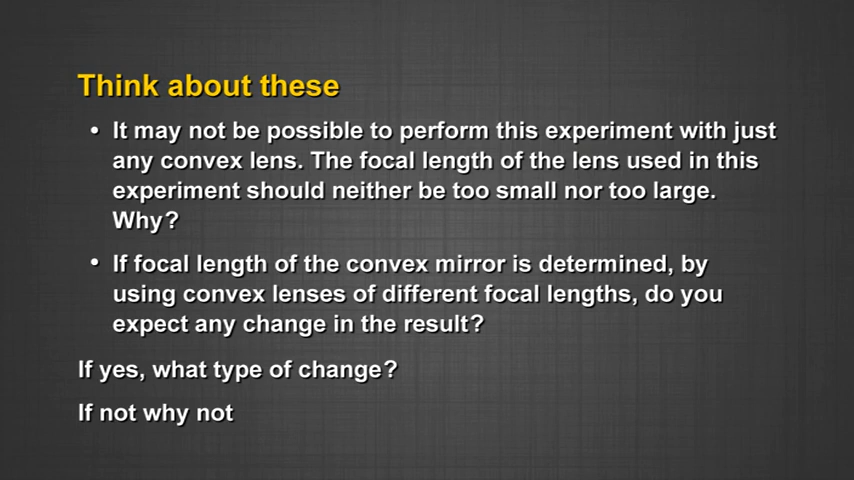 Think about these
• It may not be possible to perform this experiment with just
any convex lens. The focal length of the lens used in this
experiment should neither be too small nor too large.
Why?
• If focal length of the convex mirror is determined, by
using convex lenses of different focal lengths, do you
expect any change in the result?
If yes, what type of change?
If not why not